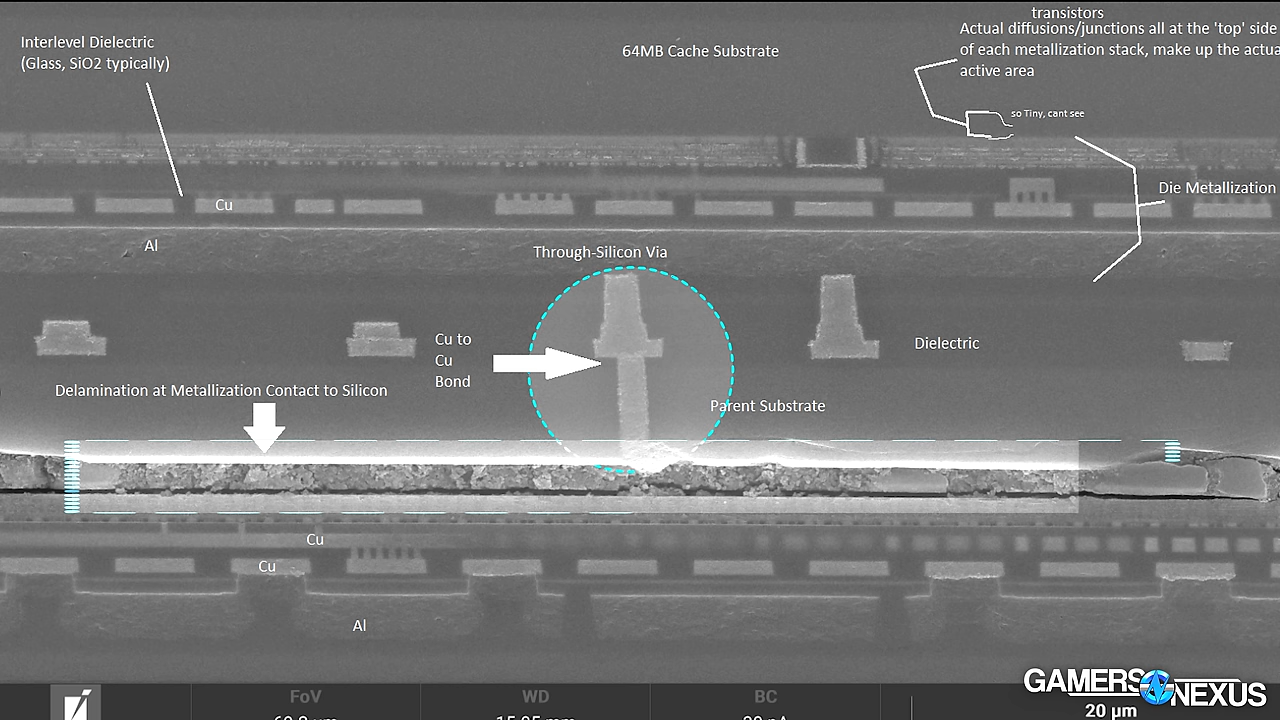 transistors
Interlevel Dielectric
(Glass, SiO2 typically)
64MB Cache Substrate
Actual diffusions/junctions all at the 'top' side
of each metallization stack, make up the actua
active area
so Tiny, cant see
Die Metallization
Cu
Al
Through-Silicon Via
Cu to
Cu
Bond
Dielectric
Delamination at Metallization Contact to Silicon
Parent Substrate
Cu
Cu
Al
GAMERS NEXUS
FoV
WD
BC
20 µm